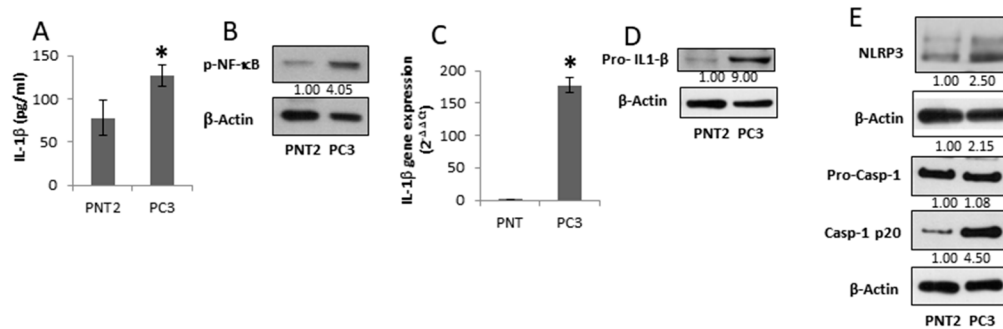 A
IL-1β (pg/ml)
150
100
50
0
*
PNT2 PC3
B
p-NF-κB
1.00 4.05
β-Actin
PNT2 PC3
C
IL-1β gene expression
(2-ΔΔCt)
200
150
100
50
0
*
PNT PC3
D
Pro- IL1-β
1.00 9.00
β-Actin
PNT2 PC3
E
NLRP3
1.00 2.50
β-Actin
1.00 2.15
Pro-Casp-1
1.00 1.08
Casp-1 p20
1.00 4.50
β-Actin
PNT2 PC3